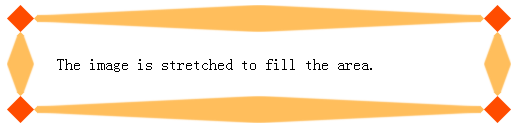 The image is stretched to fill the area.